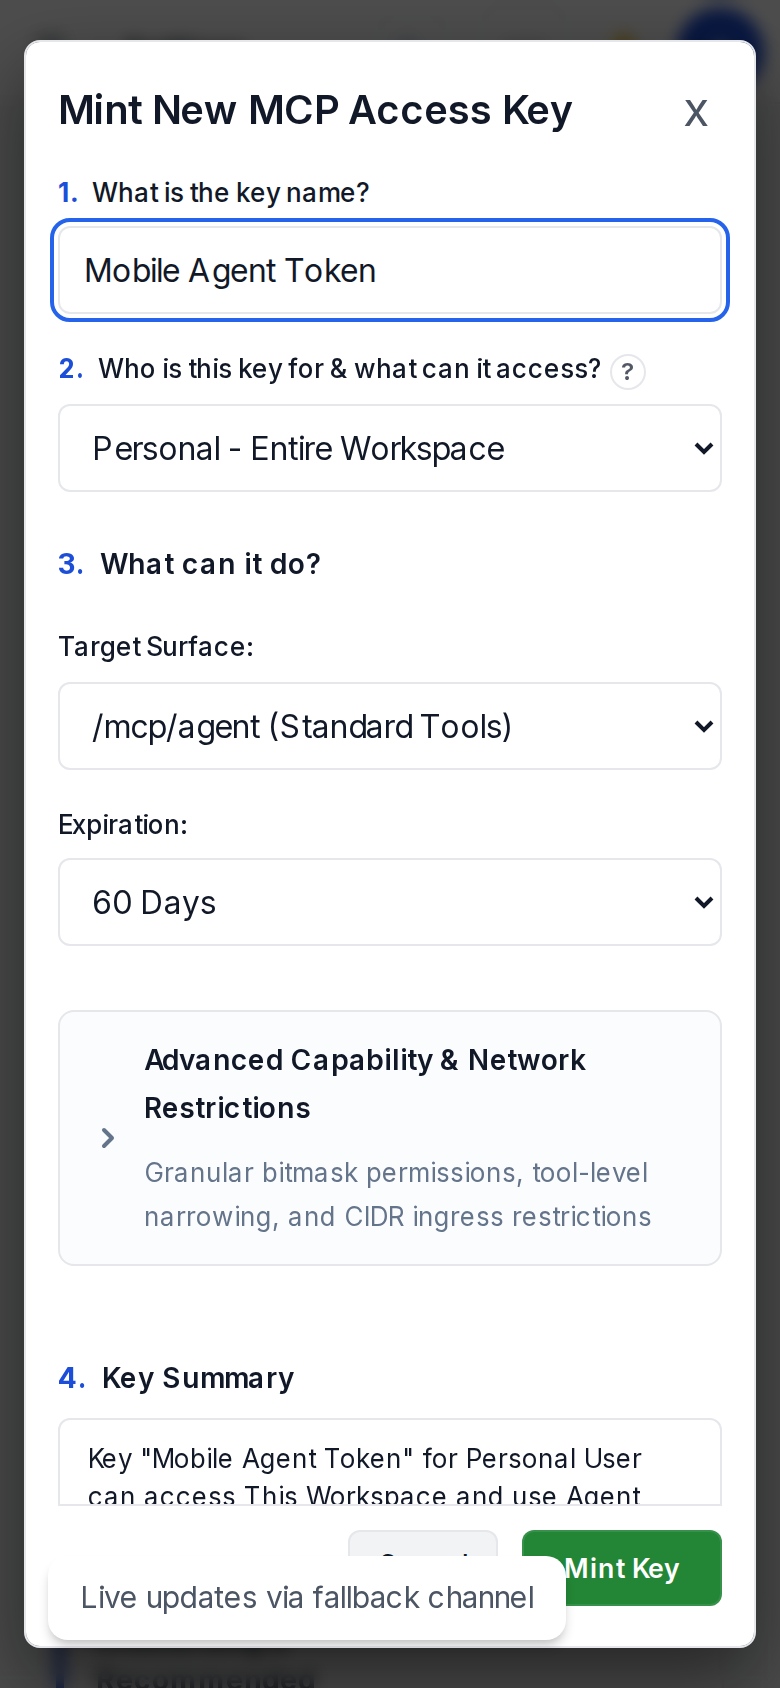 Mint New MCP Access Key
X
1. What is the key name?
Mobile Agent Token
2. Who is this key for & what can it access? ?
Personal - Entire Workspace
3. What can it do?
Target Surface:
/mcp/agent (Standard Tools)
Expiration:
60 Days
Advanced Capability & Network
Restrictions
Granular bitmask permissions, tool-level
narrowing, and CIDR ingress restrictions
4. Key Summary
Key "Mobile Agent Token" for Personal User
can access This Workspace and use Agent
Mint Key
Live updates via fallback channel
Recommended